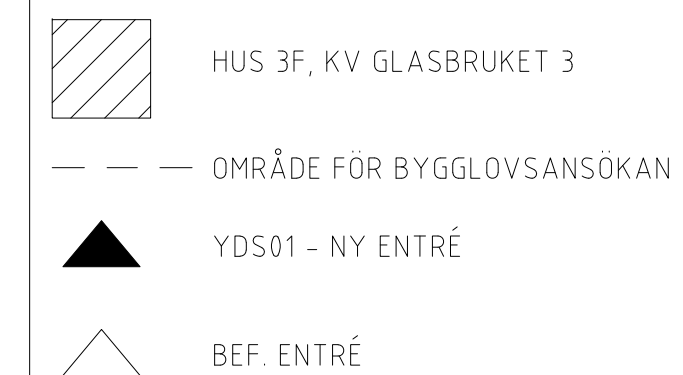 HUS 3F, KV GLASBRUKET 3
OMRÅDE FÖR BYGGLOVSANSÖKAN
YDS01 - NY ENTRÉ
BEF. ENTRÉ